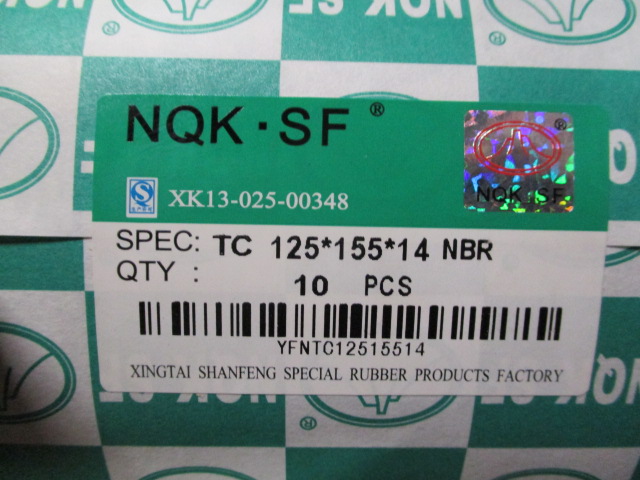 NQK·SF®
NQK·SF
XK13-025-00348
SPEC: TC 125*155*14 NBR
QTY : 10 PCS
YFNTC12515514
XINGTAI SHANFENG SPECIAL RUBBER PRODUCTS FACTORY